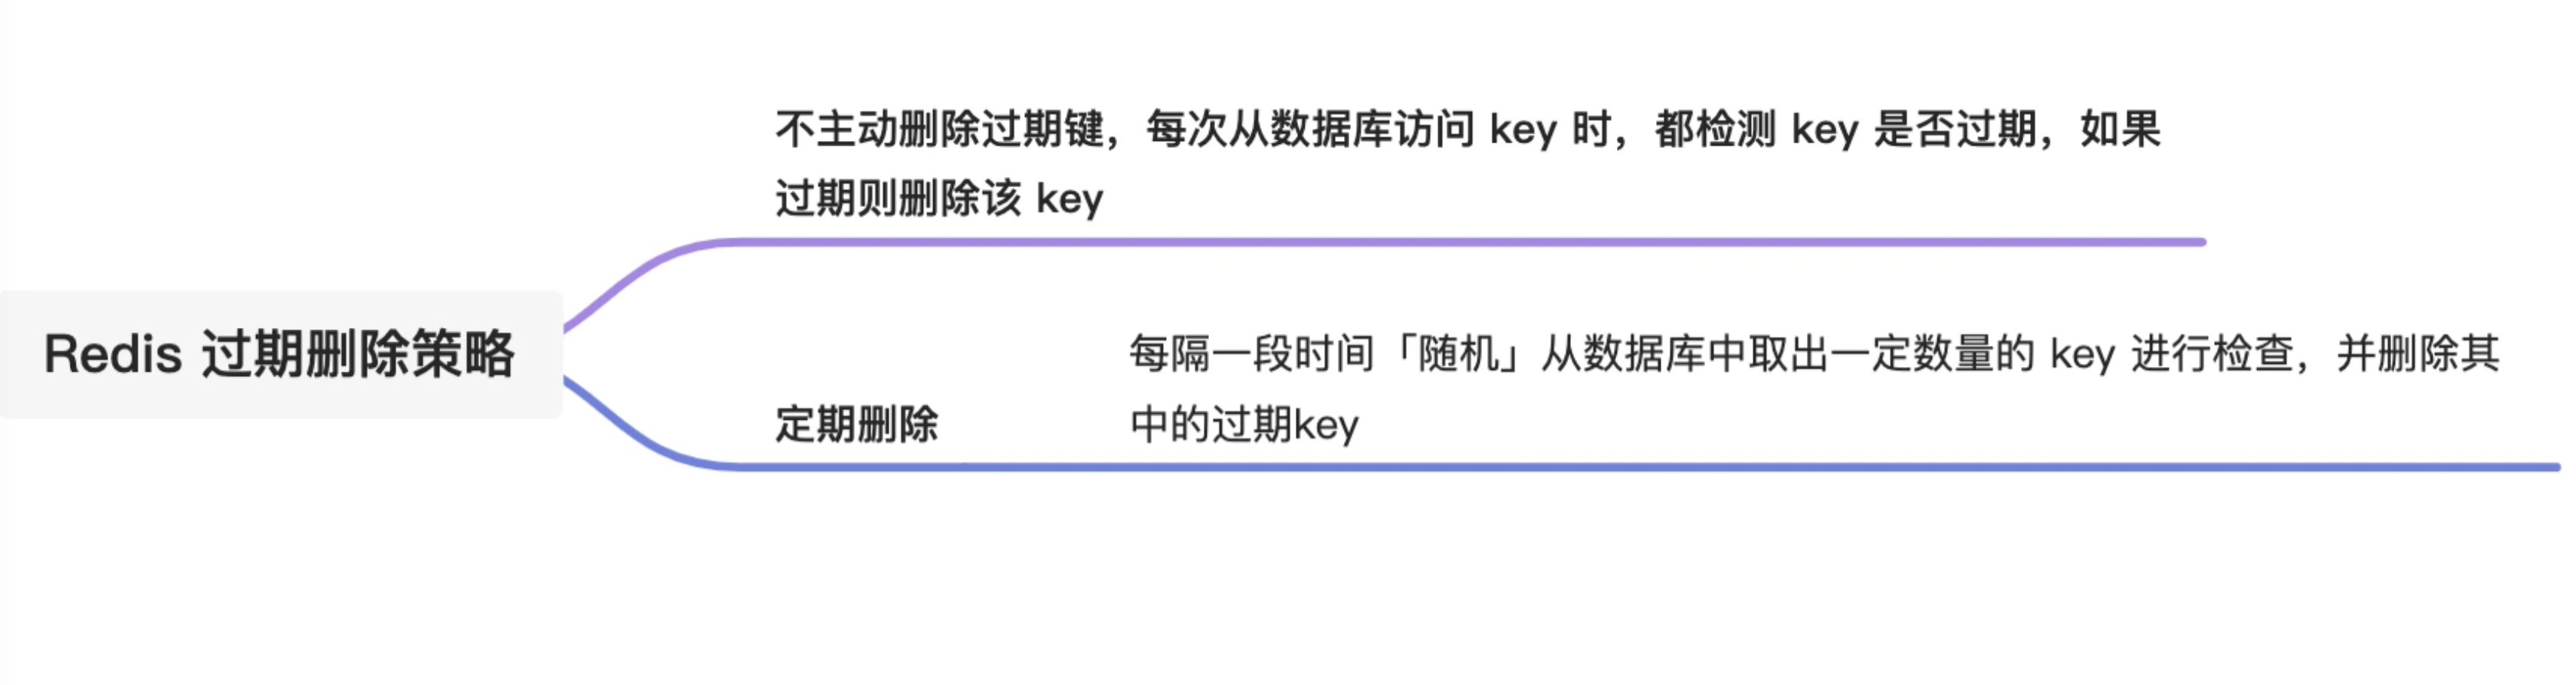 不主动删除过期键，每次从数据库访问 key 时，都检测 key 是否过期，如果
过期则删除该 key
Redis 过期删除策略
每隔一段时间「随机」从数据库中取出一定数量的 key 进行检查，并删除其
定期删除
中的过期key